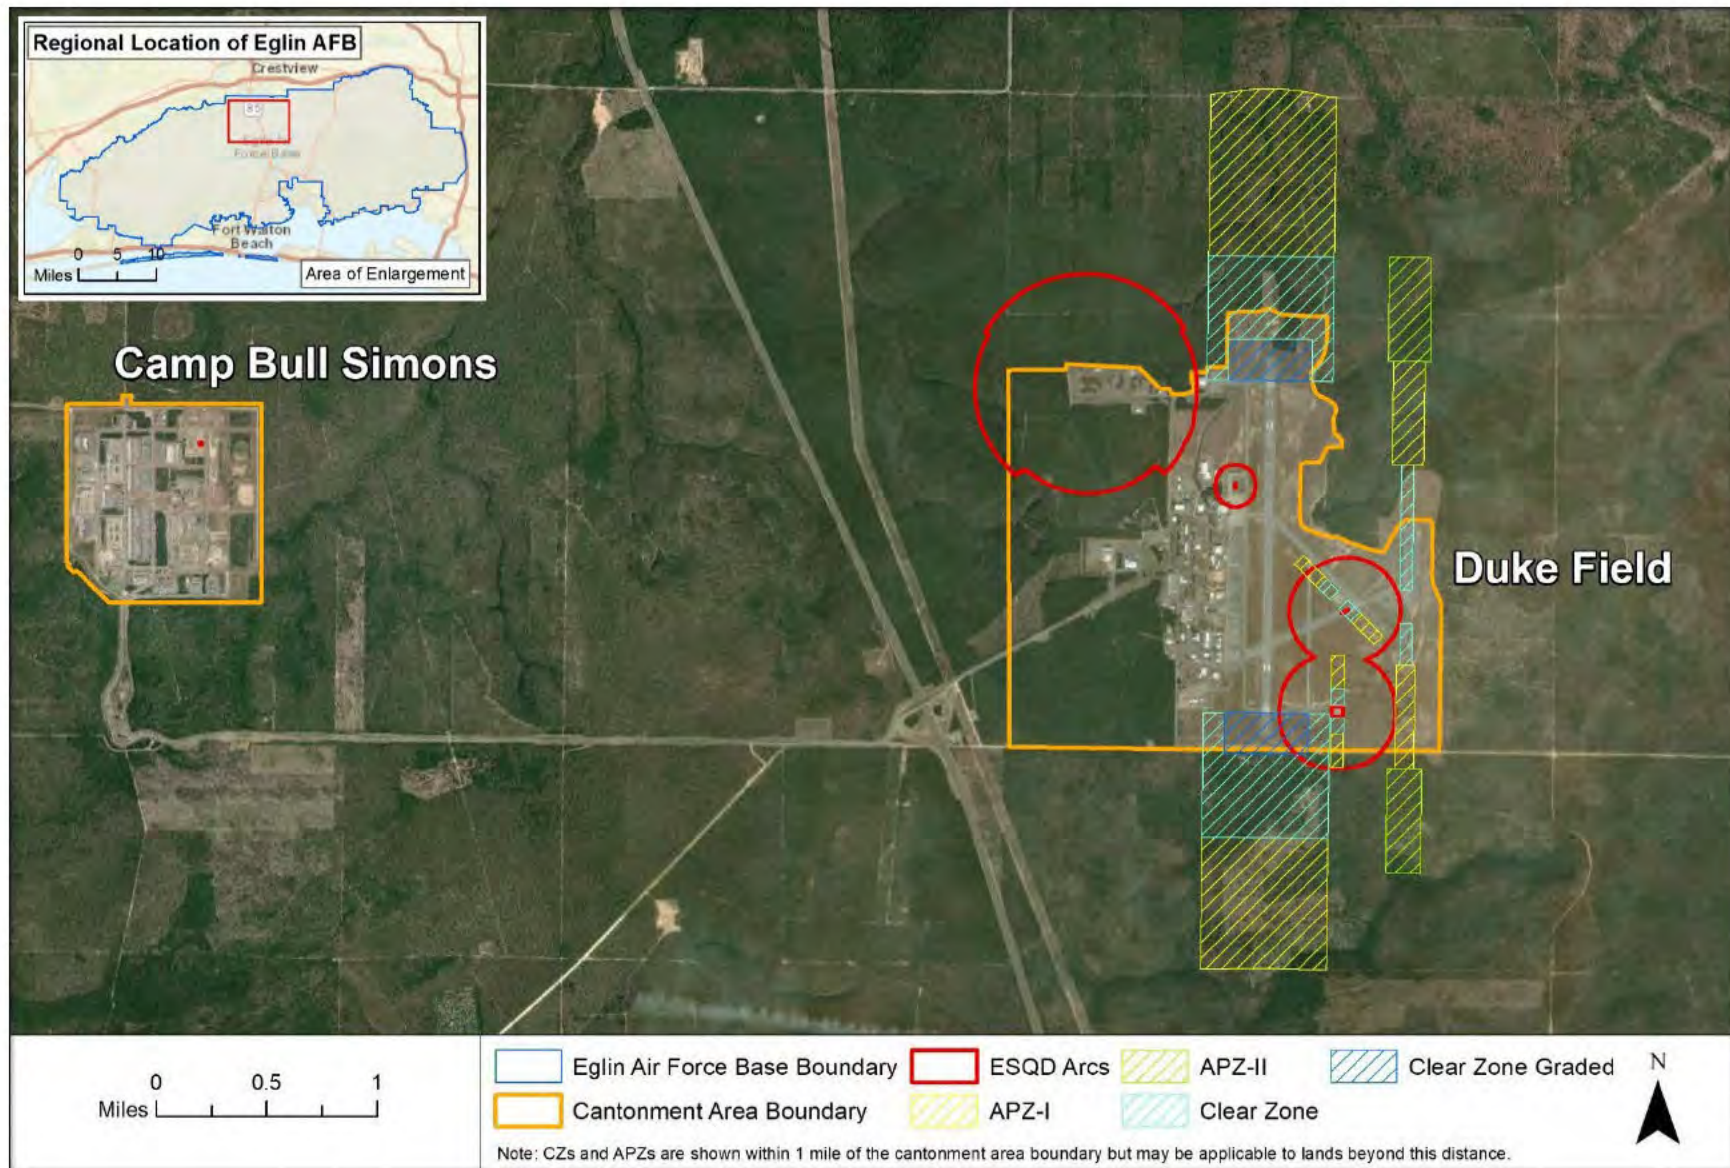 Regional Location of Eglin AFB
Crestview
85
Force Base
Fort Walton
Beach
0 5 10
Miles
Area of Enlargement
Camp Bull Simons
Duke Field
0 0.5 1
Miles
Eglin Air Force Base Boundary
ESQD Arcs
APZ-II
Clear Zone Graded
Cantonment Area Boundary
APZ-I
Clear Zone
N
Note: CZs and APZs are shown within 1 mile of the cantonment area boundary but may be applicable to lands beyond this distance.